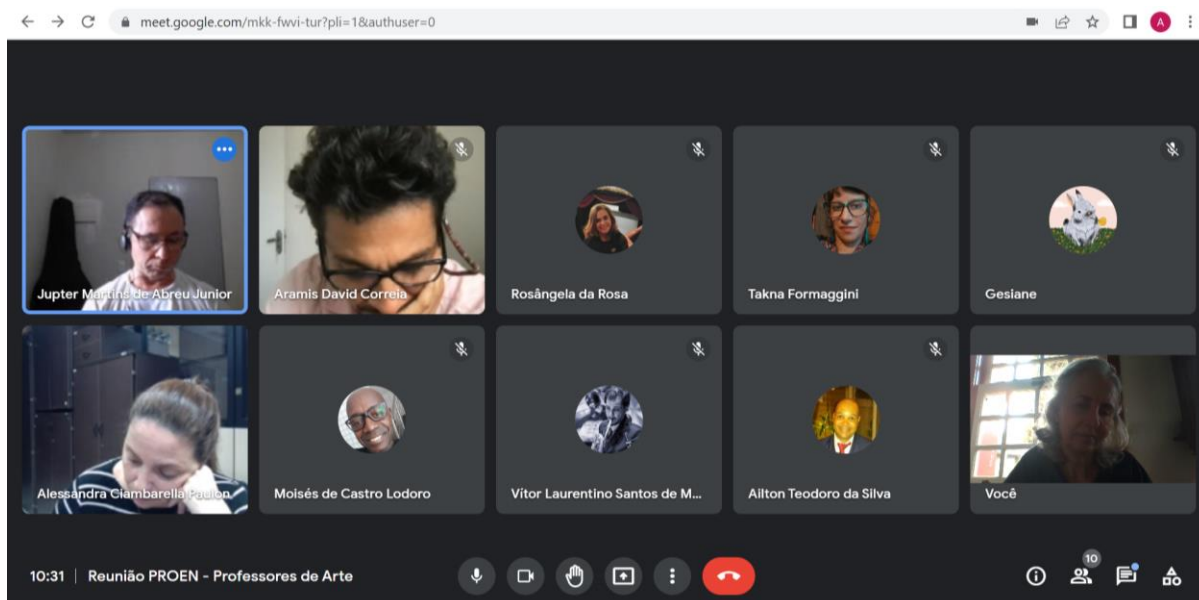 meet.google.com/mkk-fwvi-tur?pli=1&authuser=0
A
Jupter Martins de Abreu Junior
Aramis David Correia
Rosângela da Rosa
Takna Formaggini
Gesiane
Alessandra Ciambarella Paulon
Moisés de Castro Lodoro
Vítor Laurentino Santos de M...
Ailton Teodoro da Silva
Você
10:31 | Reunião PROEN - Professores de Arte
10